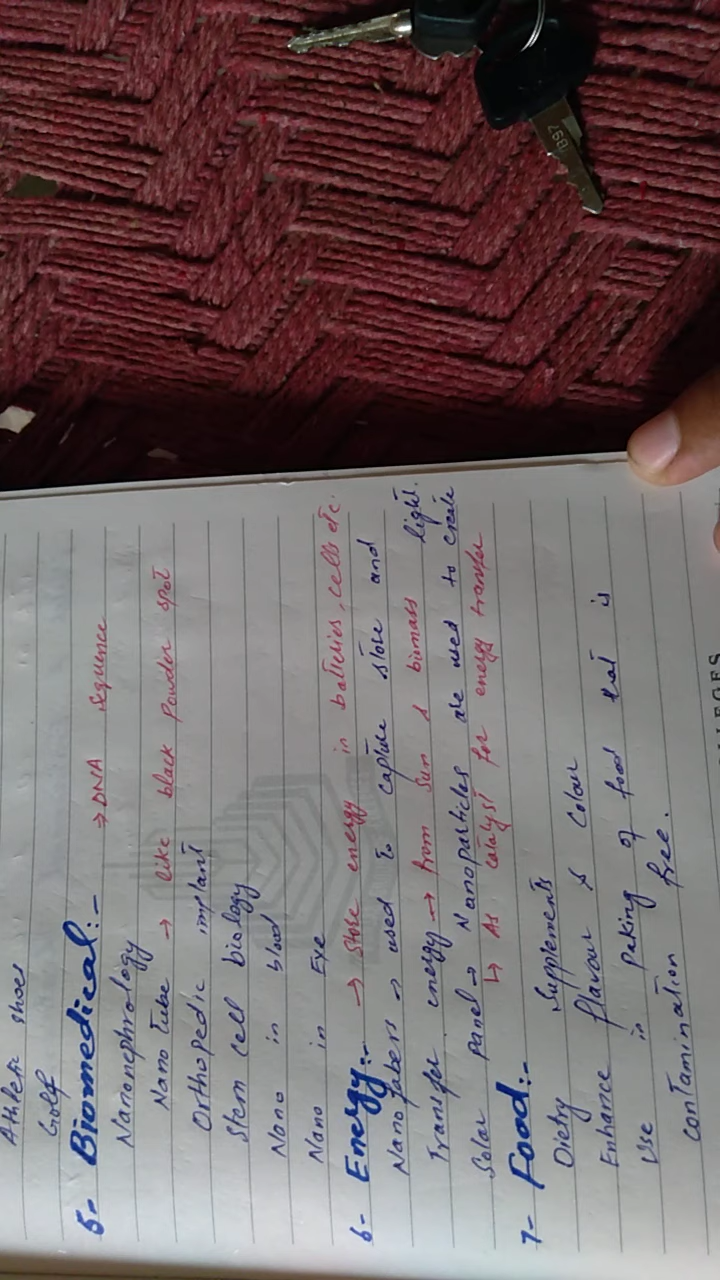 Athletic shoes
Golf
5- Biomedical:- → DNA sequence
Nanonephrology
Nano tube → like black powder spot
Orthopedic implant
Stem cell biology
Nano in blood
Nano in Eye
6- Energy:- → Store energy in batteries, cells etc.
Nano fabers → used to capture store and
Transfer energy → from Sun & biomass light.
Solar panel → Nanoparticles are used to create
↳ As catalyst for energy transfer
7- Food:-
Diety Supplements
Enhance flavour & Colour
Use in paking of food that is
contamination free.
7897